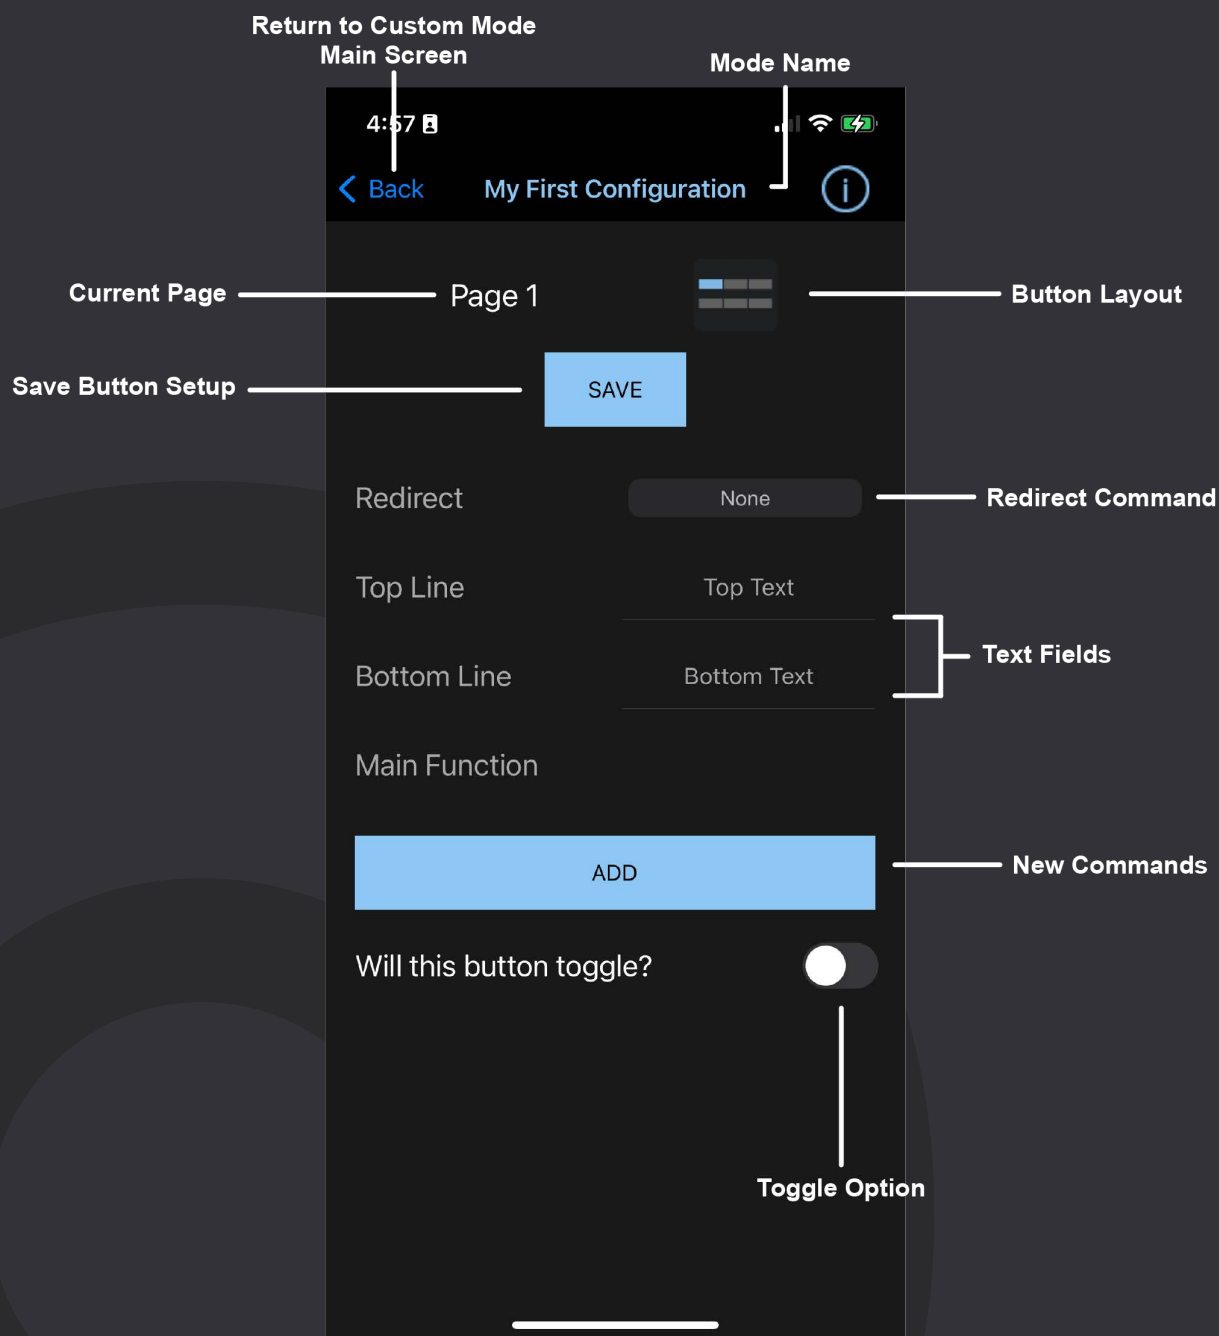 Return to Custom Mode
Main Screen
Mode Name
4:57
Back
My First Configuration
i
Current Page
Page 1
Button Layout
Save Button Setup
SAVE
Redirect
None
Redirect Command
Top Line
Top Text
Text Fields
Bottom Line
Bottom Text
Main Function
ADD
New Commands
Will this button toggle?
Toggle Option